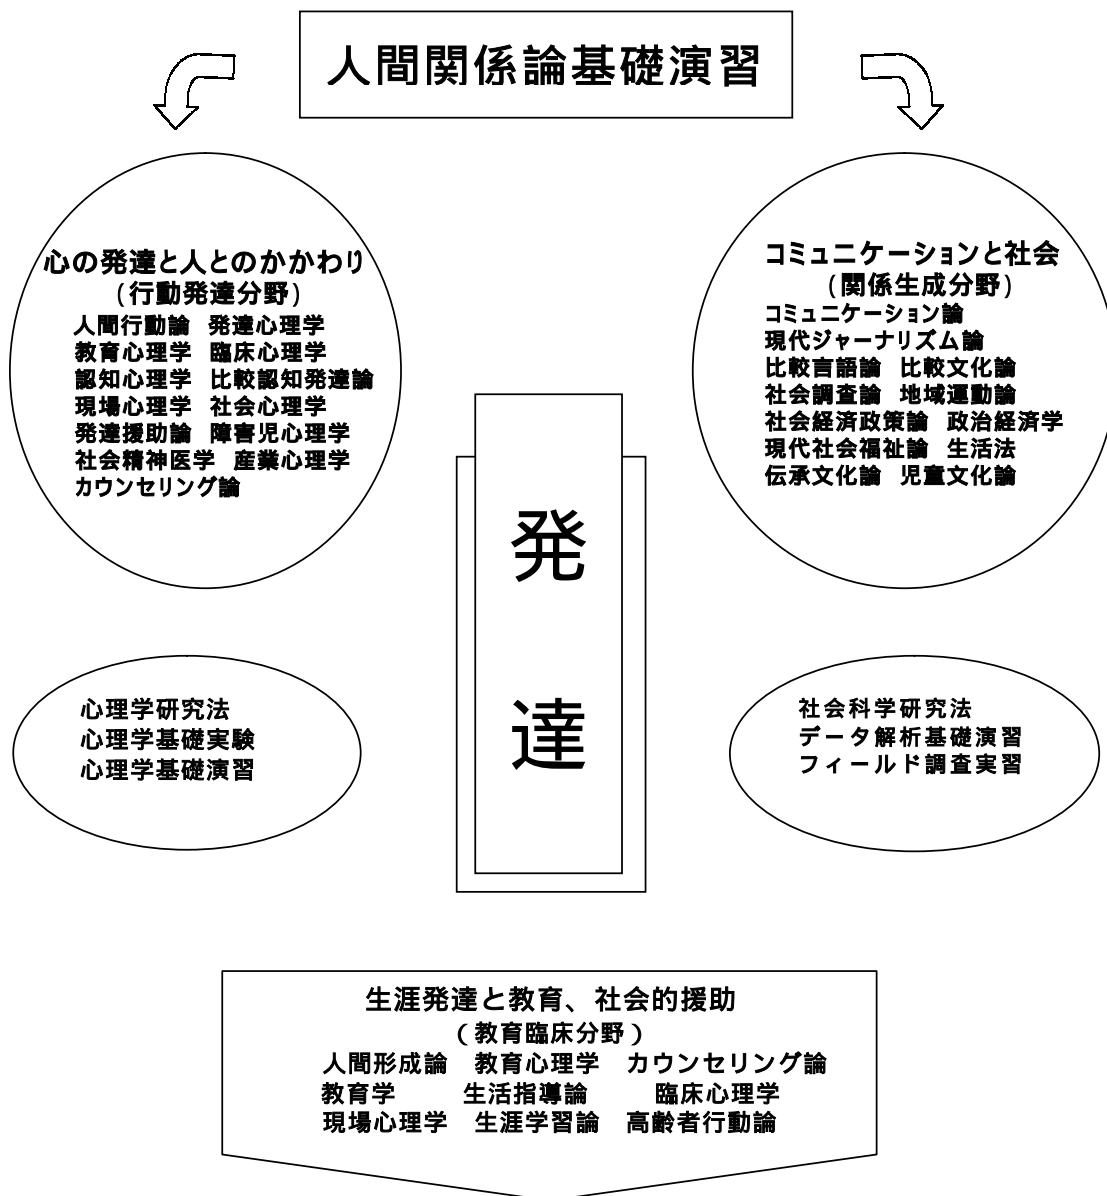 人間関係論基礎演習
心の発達と人とのかかわり
(行動発達分野)
人間行動論 発達心理学
教育心理学 臨床心理学
認知心理学 比較認知発達論
現場心理学 社会心理学
発達援助論 障害児心理学
社会精神医学 産業心理学
カウンセリング論
コミュニケーションと社会
(関係生成分野)
コミュニケーション論
現代ジャーナリズム論
比較言語論 比較文化論
社会調査論 地域運動論
社会経済政策論 政治経済学
現代社会福祉論 生活法
伝承文化論 児童文化論
発
達
心理学研究法
心理学基礎実験
心理学基礎演習
社会科学研究法
データ解析基礎演習
フィールド調査実習
生涯発達と教育、社会的援助
(教育臨床分野)
人間形成論 教育心理学 カウンセリング論
教育学 生活指導論 臨床心理学
現場心理学 生涯学習論 高齢者行動論